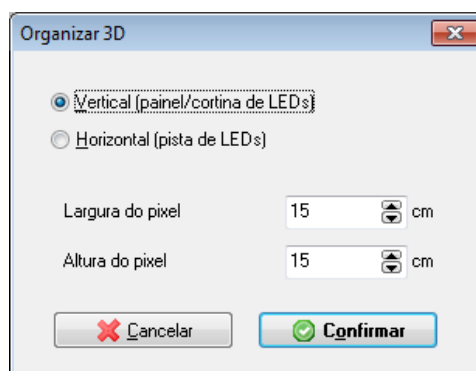 Organizar 3D
Vertical (painel/cortina de LEDs)
Horizontal (pista de LEDs)
Largura do pixel 15 cm
Altura do pixel 15 cm
Cancelar Confirmar